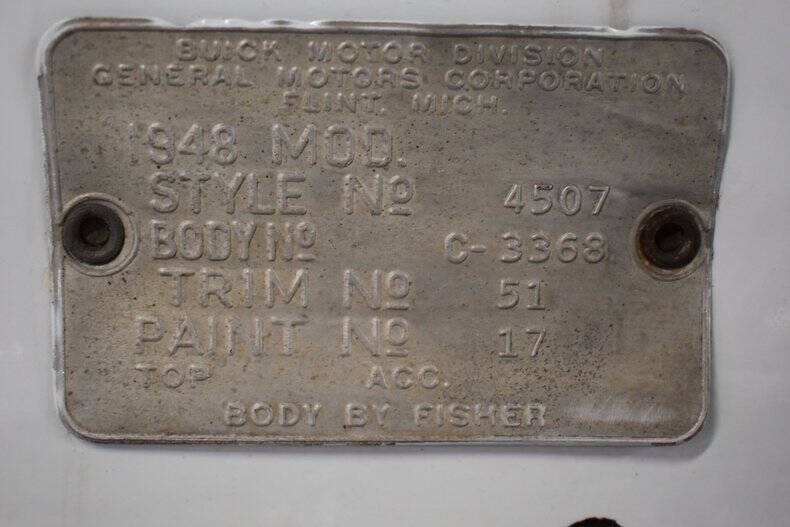 BUICK MOTOR DIVISION
GENERAL MOTORS CORPORATION
FLINT. MICH.
1948 MOD.
STYLE Nº 4507
BODY Nº C-3368
TRIM Nº 51
PAINT Nº 17
TOP ACC.
BODY BY FISHER